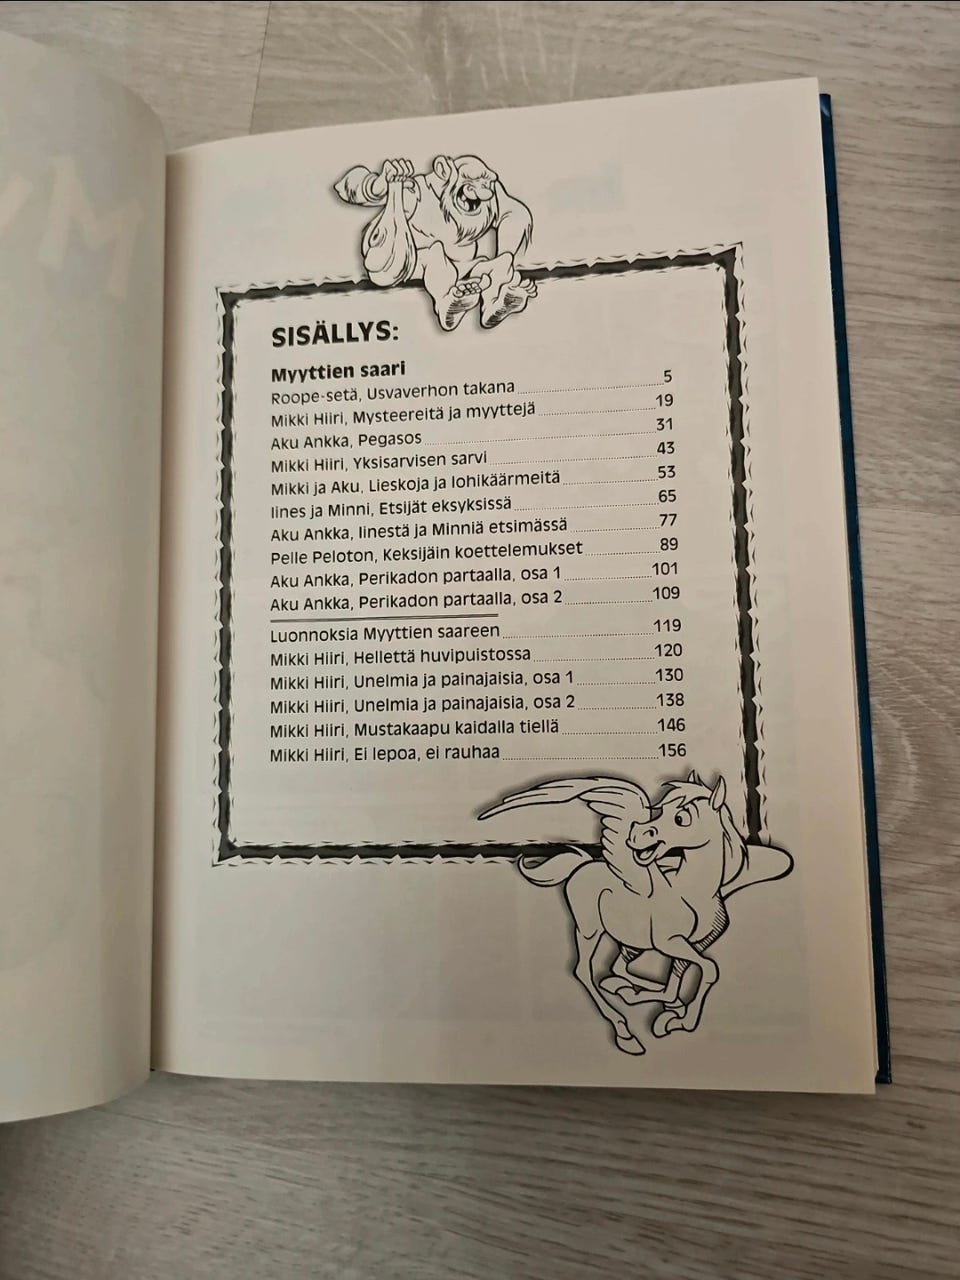 SISÄLLYS:
Myyttien saari
Roope-setä, Usvaverhon takana 5
Mikki Hiiri, Mysteereitä ja myyttejä 19
Aku Ankka, Pegasos 31
Mikki Hiiri, Yksisarvisen sarvi 43
Mikki ja Aku, Lieskoja ja lohikäärmeitä 53
Iines ja Minni, Etsijät eksyksissä 65
Aku Ankka, Iinestä ja Minniä etsimässä 77
Pelle Peloton, Keksijäin koettelemukset 89
Aku Ankka, Perikadon partaalla, osa 1 101
Aku Ankka, Perikadon partaalla, osa 2 109
Luonnoksia Myyttien saareen 119
Mikki Hiiri, Hellettä huvipuistossa 120
Mikki Hiiri, Unelmia ja painajaisia, osa 1 130
Mikki Hiiri, Unelmia ja painajaisia, osa 2 138
Mikki Hiiri, Mustakaapu kaidalla tiellä 146
Mikki Hiiri, Ei lepoa, ei rauhaa 156